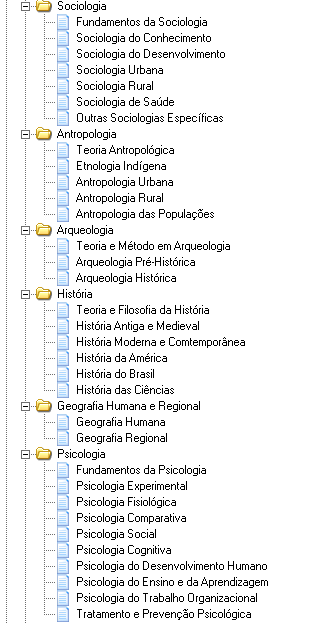 Sociologia
Fundamentos da Sociologia
Sociologia do Conhecimento
Sociologia do Desenvolvimento
Sociologia Urbana
Sociologia Rural
Sociologia de Saúde
Outras Sociologias Específicas
Antropologia
Teoria Antropológica
Etnologia Indígena
Antropologia Urbana
Antropologia Rural
Antropologia das Populações
Arqueologia
Teoria e Método em Arqueologia
Arqueologia Pré-Histórica
Arqueologia Histórica
História
Teoria e Filosofia da História
História Antiga e Medieval
História Moderna e Comtemporânea
História da América
História do Brasil
História das Ciências
Geografia Humana e Regional
Geografia Humana
Geografia Regional
Psicologia
Fundamentos da Psicologia
Psicologia Experimental
Psicologia Fisiológica
Psicologia Comparativa
Psicologia Social
Psicologia Cognitiva
Psicologia do Desenvolvimento Humano
Psicologia do Ensino e da Aprendizagem
Psicologia do Trabalho Organizacional
Tratamento e Prevenção Psicológica